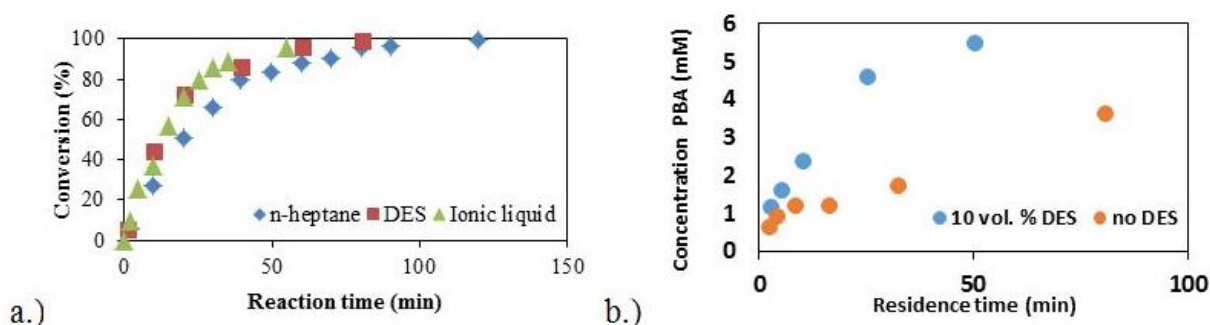 100
80
60
40
20
0
Conversion (%)
n-heptane DES Ionic liquid
0 50 100 150
Reaction time (min)
a.)
6
5
4
3
2
1
0
Concentration PBA (mM)
10 vol. % DES no DES
0 50 100
Residence time (min)
b.)